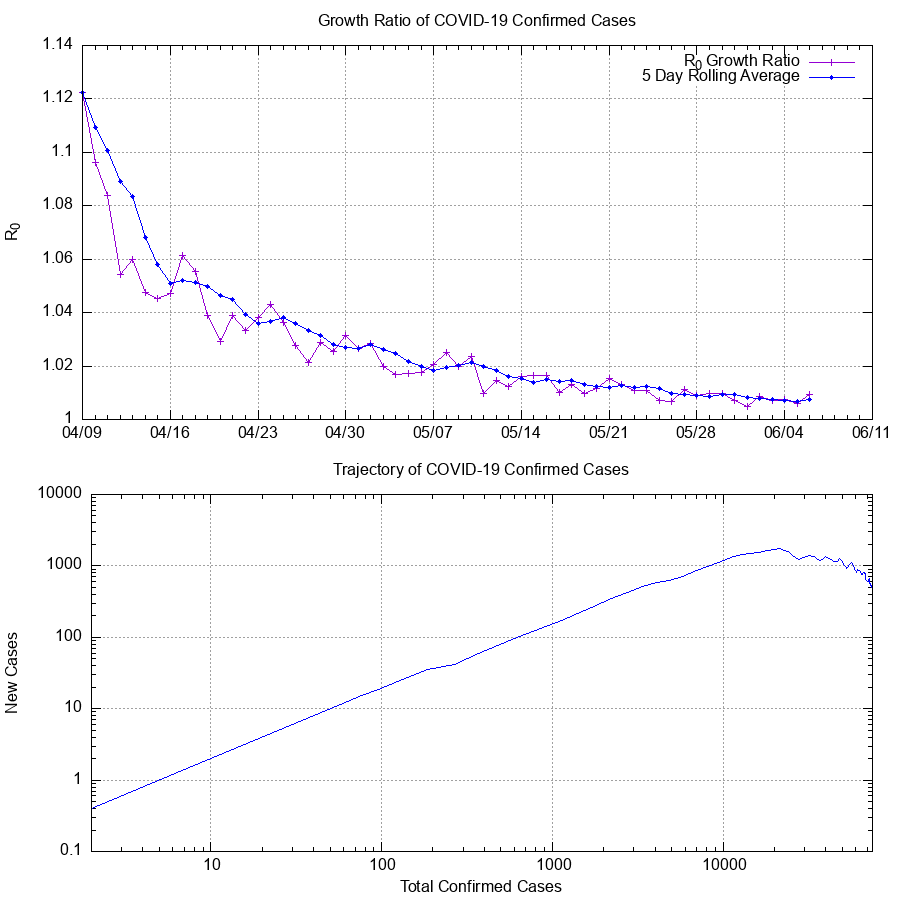 Growth Ratio of COVID-19 Confirmed Cases
1.14
R0 Growth Ratio
5 Day Rolling Average
1.12
1.1
1.08
R0
1.06
1.04
1.02
1
04/09 04/16 04/23 04/30 05/07 05/14 05/21 05/28 06/04 06/11
Trajectory of COVID-19 Confirmed Cases
10000
1000
100
New Cases
10
1
0.1
10 100 1000 10000
Total Confirmed Cases